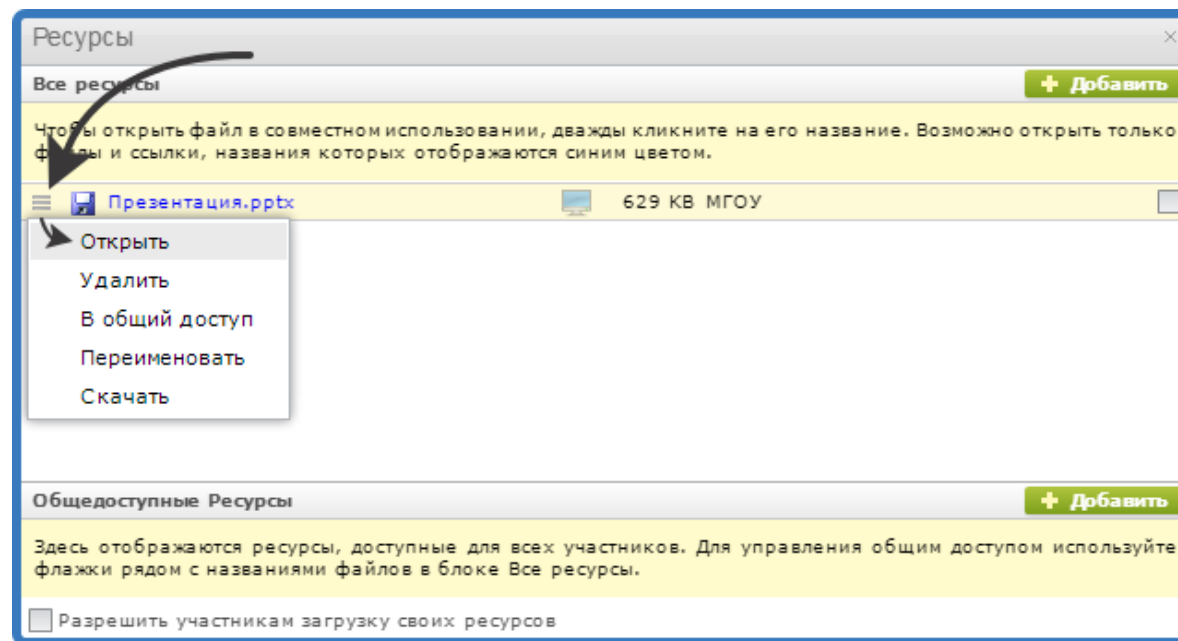 Ресурсы
Все ресурсы
Добавить
Чтобы открыть файл в совместном использовании, дважды кликните на его название. Возможно открыть только
файлы и ссылки, названия которых отображаются синим цветом.
Презентация.pptx 629 КВ МГОУ
Открыть
Удалить
В общий доступ
Переименовать
Скачать
Общедоступные Ресурсы
Добавить
Здесь отображаются ресурсы, доступные для всех участников. Для управления общим доступом используйте
флажки рядом с названиями файлов в блоке Все ресурсы.
Разрешить участникам загрузку своих ресурсов